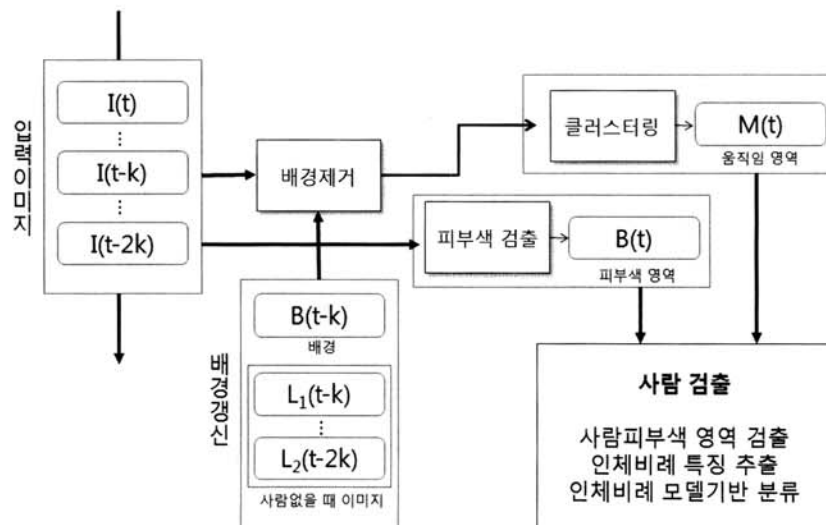 입력이미지
I(t)
⋮
I(t-k)
⋮
I(t-2k)
배경제거
클러스터링
M(t)
움직임 영역
피부색 검출
B(t)
피부색 영역
배경갱신
B(t-k)
배경
L₁(t-k)
⋮
L₂(t-2k)
사람없을 때 이미지
사람 검출
사람피부색 영역 검출
인체비례 특징 추출
인체비례 모델기반 분류